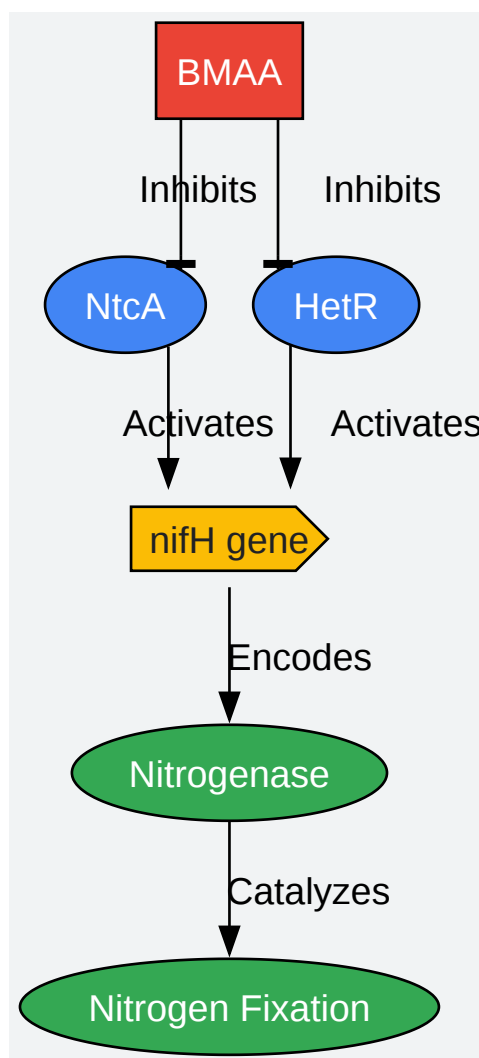 BMAA
Inhibits
Inhibits
NtcA
HetR
Activates
Activates
nifH gene
Encodes
Nitrogenase
Catalyzes
Nitrogen Fixation